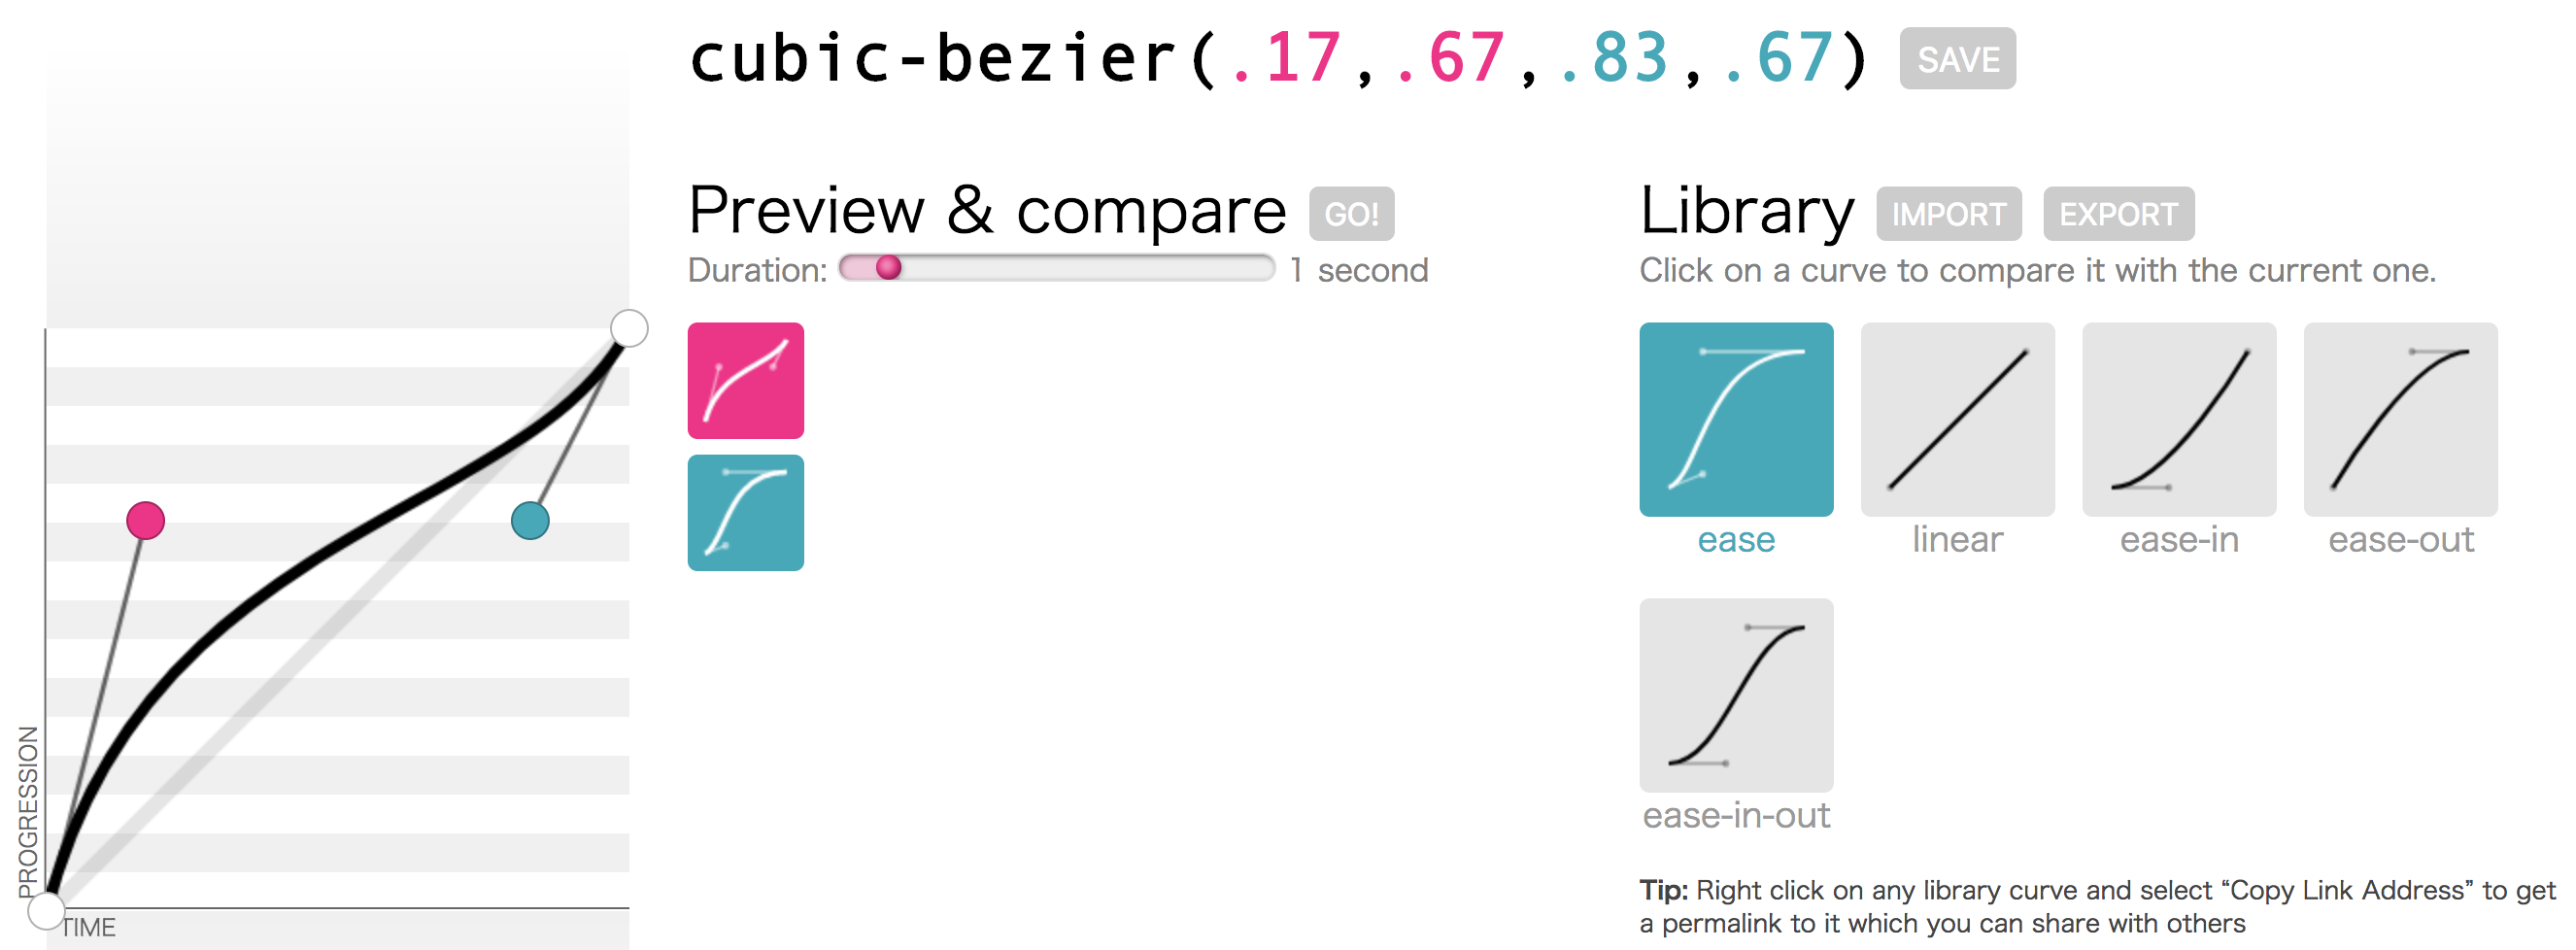 cubic-bezier(.17,.67,.83,.67) SAVE
Preview & compare GO!
Duration: 1 second
Library IMPORT EXPORT
Click on a curve to compare it with the current one.
ease linear ease-in ease-out
ease-in-out
Tip: Right click on any library curve and select “Copy Link Address” to get
a permalink to it which you can share with others
PROGRESSION
TIME